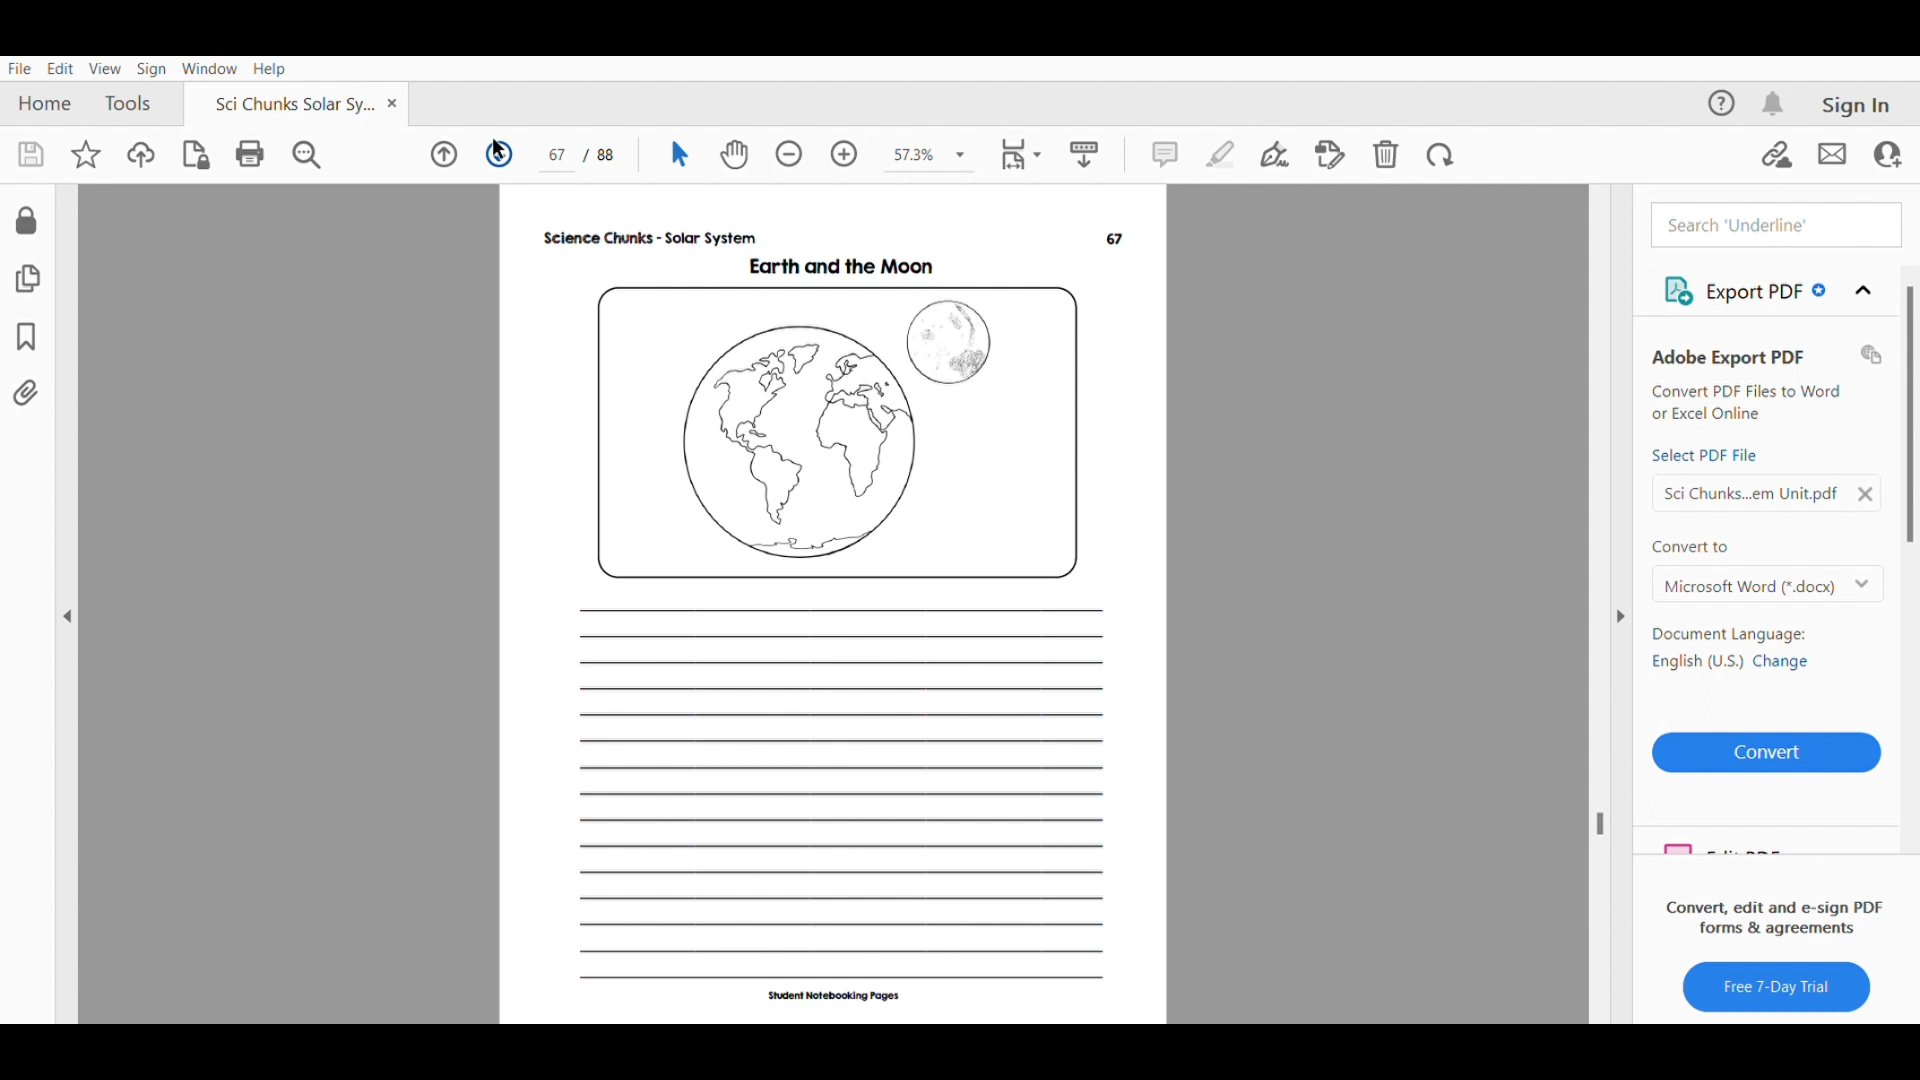 File Edit View Sign Window Help
Home Tools Sci Chunks Solar Sy... × Sign In
67 / 88 57.3%
Science Chunks - Solar System 67
Earth and the Moon
Student Notebooking Pages
Search 'Underline'
Export PDF
Adobe Export PDF
Convert PDF Files to Word
or Excel Online
Select PDF File
Sci Chunks...em Unit.pdf
Convert to
Microsoft Word (*.docx)
Document Language:
English (U.S.) Change
Convert
Convert, edit and e-sign PDF
forms & agreements
Free 7-Day Trial